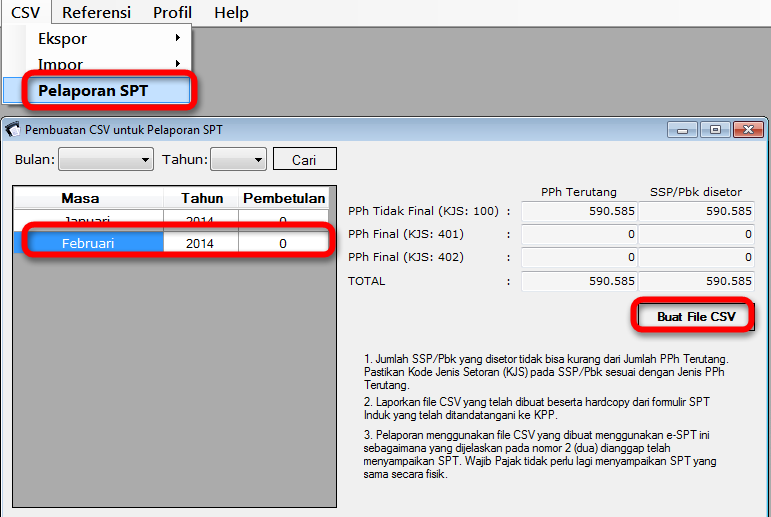 CSV Referensi Profil Help
Ekspor
Impor
Pelaporan SPT
Pembuatan CSV untuk Pelaporan SPT
Bulan: Tahun: Cari
Masa Tahun Pembetulan
Januari 2014 0
Februari 2014 0
PPh Terutang SSP/Pbk disetor
PPh Tidak Final (KJS: 100) : 590.585 590.585
PPh Final (KJS: 401) : 0 0
PPh Final (KJS: 402) : 0 0
TOTAL : 590.585 590.585
Buat File CSV
1. Jumlah SSP/Pbk yang disetor tidak bisa kurang dari Jumlah PPh Terutang.
Pastikan Kode Jenis Setoran (KJS) pada SSP/Pbk sesuai dengan Jenis PPh
Terutang.
2. Laporkan file CSV yang telah dibuat beserta hardcopy dari formulir SPT
Induk yang telah ditandatangani ke KPP.
3. Pelaporan menggunakan file CSV yang dibuat menggunakan e-SPT ini
sebagaimana yang dijelaskan pada nomor 2 (dua) dianggap telah
menyampaikan SPT. Wajib Pajak tidak perlu lagi menyampaikan SPT yang
sama secara fisik.